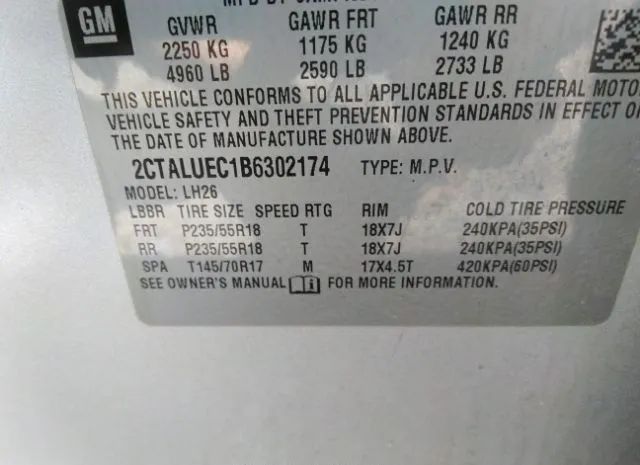 GM
GVWR GAWR FRT GAWR RR
2250 KG 1175 KG 1240 KG
4960 LB 2590 LB 2733 LB
THIS VEHICLE CONFORMS TO ALL APPLICABLE U.S. FEDERAL MOTO
VEHICLE SAFETY AND THEFT PREVENTION STANDARDS IN EFFECT O
THE DATE OF MANUFACTURE SHOWN ABOVE.
2CTALUEC1B6302174 TYPE: M.P.V.
MODEL: LH26
LBBR TIRE SIZE SPEED RTG RIM COLD TIRE PRESSURE
FRT P235/55R18 T 18X7J 240KPA(35PSI)
RR P235/55R18 T 18X7J 240KPA(35PSI)
SPA T145/70R17 M 17X4.5T 420KPA(60PSI)
SEE OWNER'S MANUAL FOR MORE INFORMATION